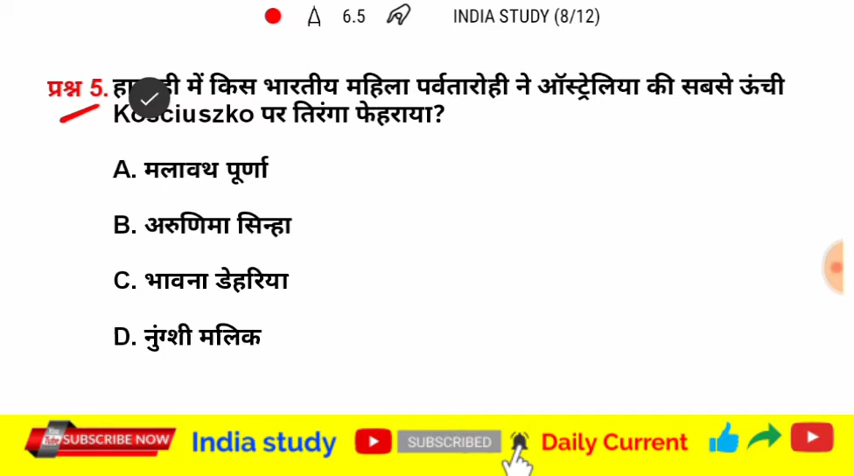 6.5 INDIA STUDY (8/12)
प्रश्न 5. में किस भारतीय महिला पर्वतारोही ने ऑस्ट्रेलिया की सबसे ऊंची
Kosciuszko पर तिरंगा फेहराया?
A. मलावथ पूर्णा
B. अरुणिमा सिन्हा
C. भावना डेहरिया
D. नुंग्शी मलिक
SUBSCRIBE NOW India study SUBSCRIBED Daily Current